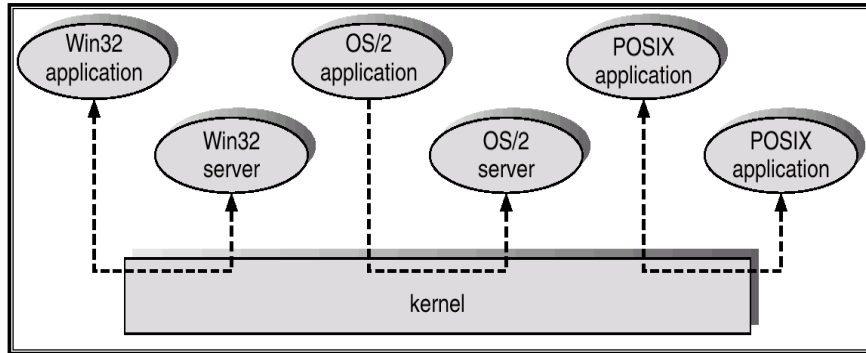 Win32
application
OS/2
application
POSIX
application
Win32
server
OS/2
server
POSIX
application
kernel